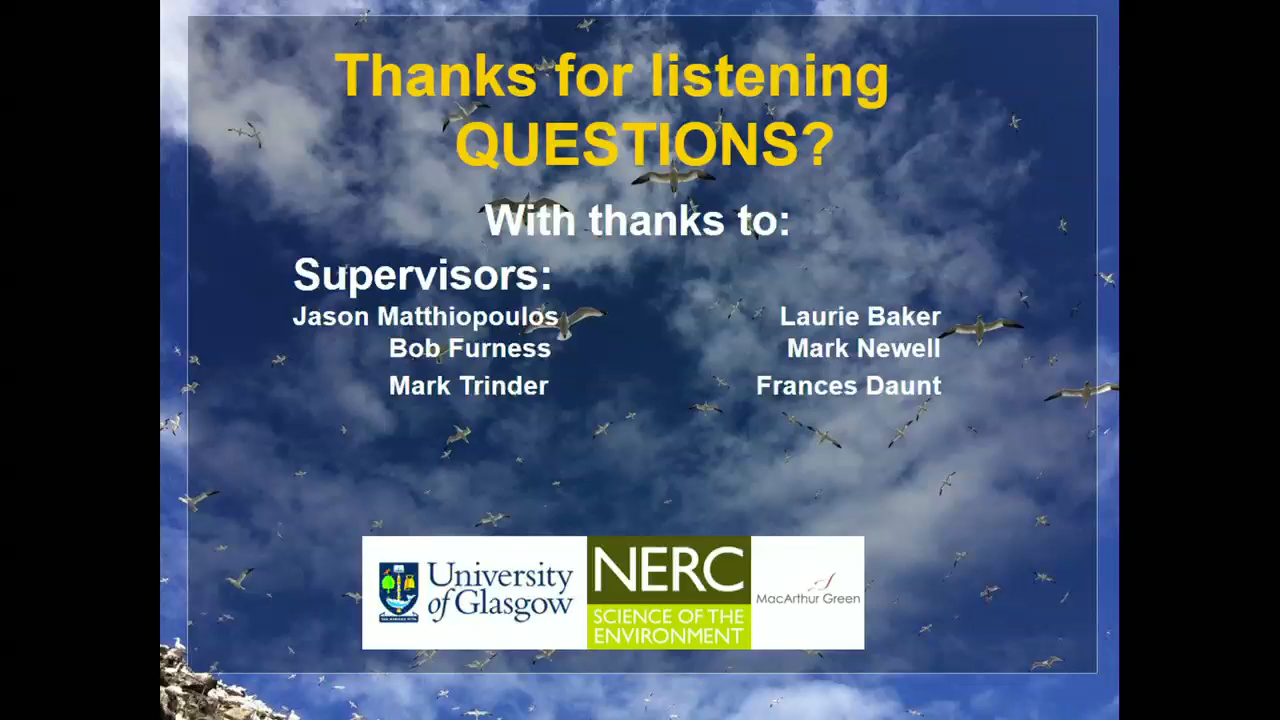 Thanks for listening
QUESTIONS?
With thanks to:
Supervisors:
Jason Matthiopoulos
Bob Furness
Mark Trinder
Laurie Baker
Mark Newell
Frances Daunt
University
of Glasgow
NERC
SCIENCE OF THE
ENVIRONMENT
MacArthur Green